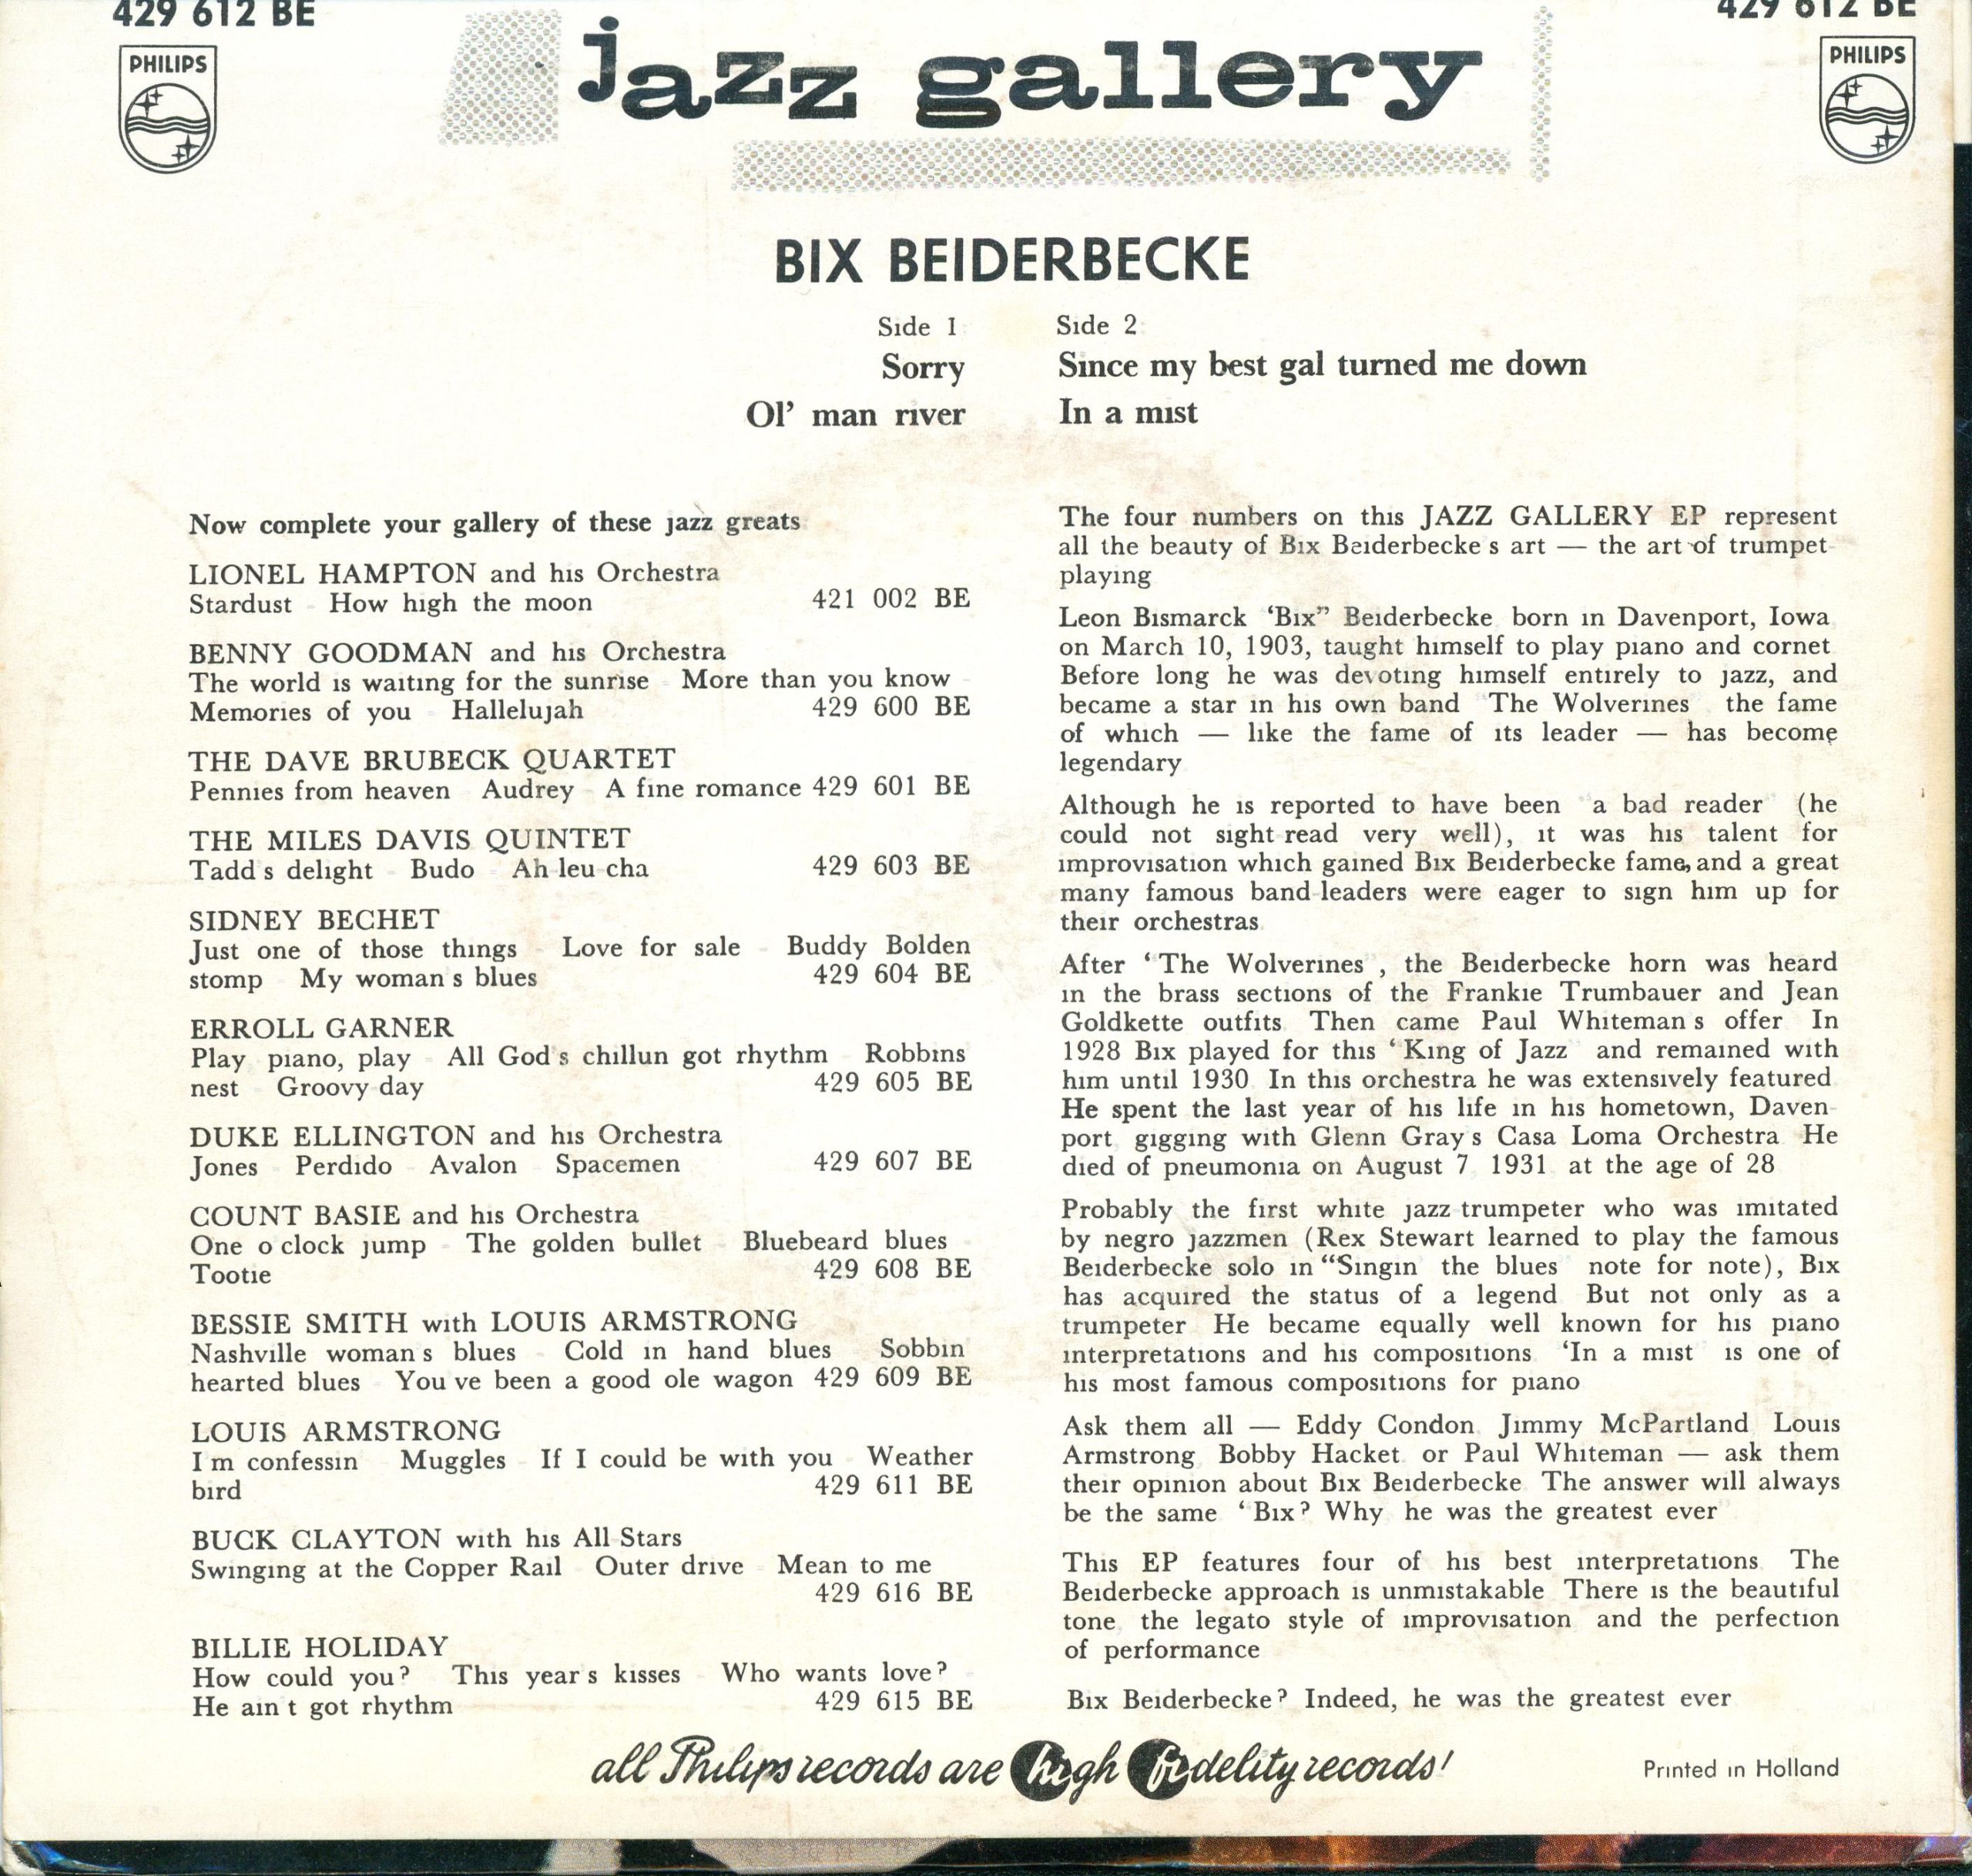 429 612 BE
429 612 BE
PHILIPS
PHILIPS
jazz gallery
BIX BEIDERBECKE
Side 1
Sorry
Ol' man river
Side 2
Since my best gal turned me down
In a mist
Now complete your gallery of these jazz greats
LIONEL HAMPTON and his Orchestra
Stardust - How high the moon 421 002 BE
BENNY GOODMAN and his Orchestra
The world is waiting for the sunrise More than you know -
Memories of you - Hallelujah 429 600 BE
THE DAVE BRUBECK QUARTET
Pennies from heaven Audrey - A fine romance 429 601 BE
THE MILES DAVIS QUINTET
Tadd s delight - Budo - Ah leu cha 429 603 BE
SIDNEY BECHET
Just one of those things - Love for sale - Buddy Bolden
stomp My woman s blues 429 604 BE
ERROLL GARNER
Play piano, play - All God s chillun got rhythm Robbins
nest Groovy day 429 605 BE
DUKE ELLINGTON and his Orchestra
Jones Perdido - Avalon Spacemen 429 607 BE
COUNT BASIE and his Orchestra
One o clock jump - The golden bullet - Bluebeard blues -
Tootie 429 608 BE
BESSIE SMITH with LOUIS ARMSTRONG
Nashville woman s blues - Cold in hand blues Sobbin
hearted blues - You ve been a good ole wagon 429 609 BE
LOUIS ARMSTRONG
I m confessin Muggles - If I could be with you - Weather
bird 429 611 BE
BUCK CLAYTON with his All Stars
Swinging at the Copper Rail - Outer drive - Mean to me
429 616 BE
BILLIE HOLIDAY
How could you? This year s kisses - Who wants love?
He ain t got rhythm 429 615 BE
The four numbers on this JAZZ GALLERY EP represent
all the beauty of Bix Beiderbecke s art — the art of trumpet-
playing
Leon Bismarck ‘Bix” Beiderbecke born in Davenport, Iowa
on March 10, 1903, taught himself to play piano and cornet
Before long he was devoting himself entirely to jazz, and
became a star in his own band The Wolverines the fame
of which — like the fame of its leader — has become
legendary
Although he is reported to have been a bad reader (he
could not sight read very well), it was his talent for
improvisation which gained Bix Beiderbecke fame, and a great
many famous band leaders were eager to sign him up for
their orchestras
After ‘The Wolverines , the Beiderbecke horn was heard
in the brass sections of the Frankie Trumbauer and Jean
Goldkette outfits Then came Paul Whiteman s offer In
1928 Bix played for this ‘King of Jazz and remained with
him until 1930 In this orchestra he was extensively featured
He spent the last year of his life in his hometown, Daven-
port gigging with Glenn Gray s Casa Loma Orchestra He
died of pneumonia on August 7 1931 at the age of 28
Probably the first white jazz trumpeter who was imitated
by negro jazzmen (Rex Stewart learned to play the famous
Beiderbecke solo in “Singin the blues note for note), Bix
has acquired the status of a legend But not only as a
trumpeter He became equally well known for his piano
interpretations and his compositions ‘In a mist is one of
his most famous compositions for piano
Ask them all — Eddy Condon Jimmy McPartland Louis
Armstrong Bobby Hacket or Paul Whiteman — ask them
their opinion about Bix Beiderbecke The answer will always
be the same ‘Bix? Why he was the greatest ever
This EP features four of his best interpretations The
Beiderbecke approach is unmistakable There is the beautiful
tone the legato style of improvisation and the perfection
of performance
Bix Beiderbecke? Indeed, he was the greatest ever
all Philips records are high fidelity records!
Printed in Holland